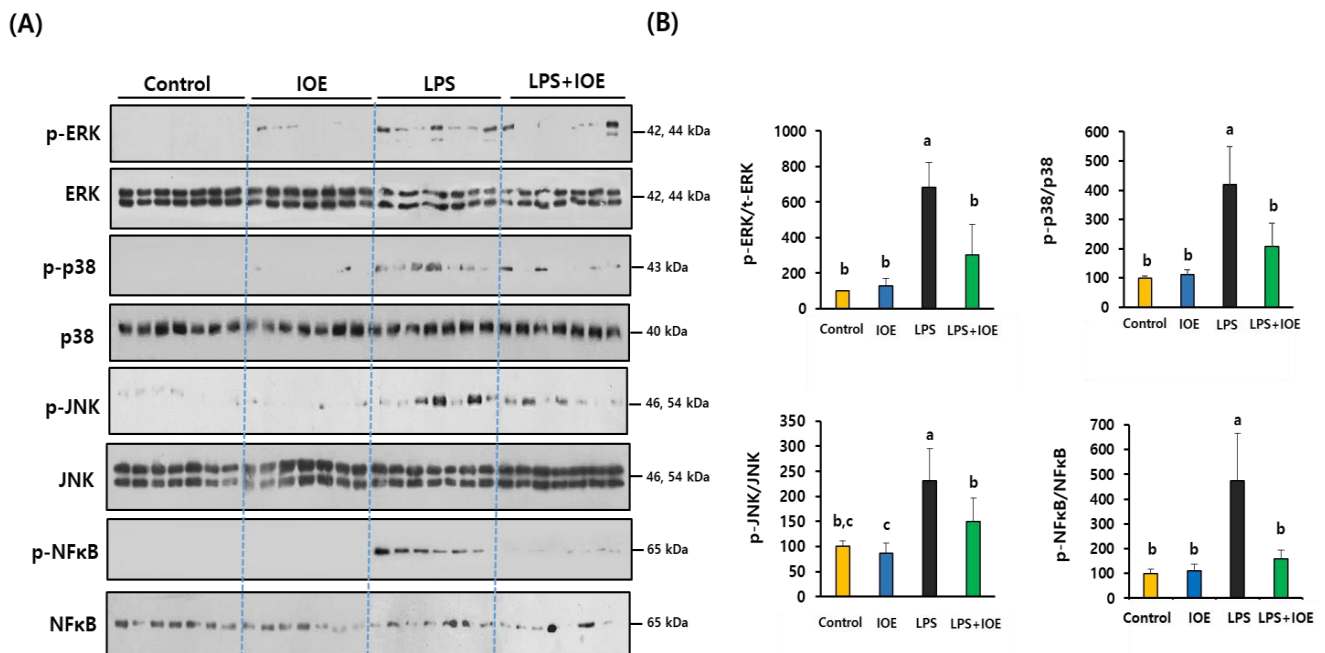 (A)
Control IOE LPS LPS+IOE
p-ERK 42, 44 kDa
ERK 42, 44 kDa
p-p38 43 kDa
p38 40 kDa
p-JNK 46, 54 kDa
JNK 46, 54 kDa
p-NFκB 65 kDa
NFκB 65 kDa
(B)
p-ERK/t-ERK
1000
800
600
400
200
0
b b a b
Control IOE LPS LPS+IOE
p-p38/p38
600
500
400
300
200
100
0
b b a b
Control IOE LPS LPS+IOE
p-JNK/JNK
350
300
250
200
150
100
50
0
b,c c a b
Control IOE LPS LPS+IOE
p-NFκB/NFκB
700
600
500
400
300
200
100
0
b b a b
Control IOE LPS LPS+IOE